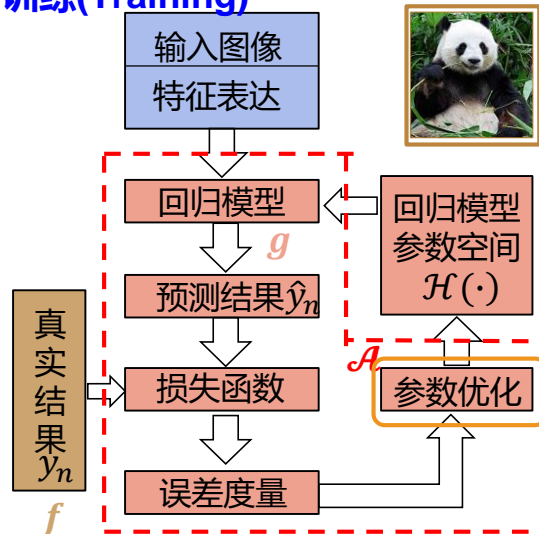 训练(Training)
输入图像
特征表达
回归模型
g
预测结果ŷₙ
损失函数
误差度量
真
实
结
果
yₙ
f
回归模型
参数空间
ℋ(·)
𝒜
参数优化